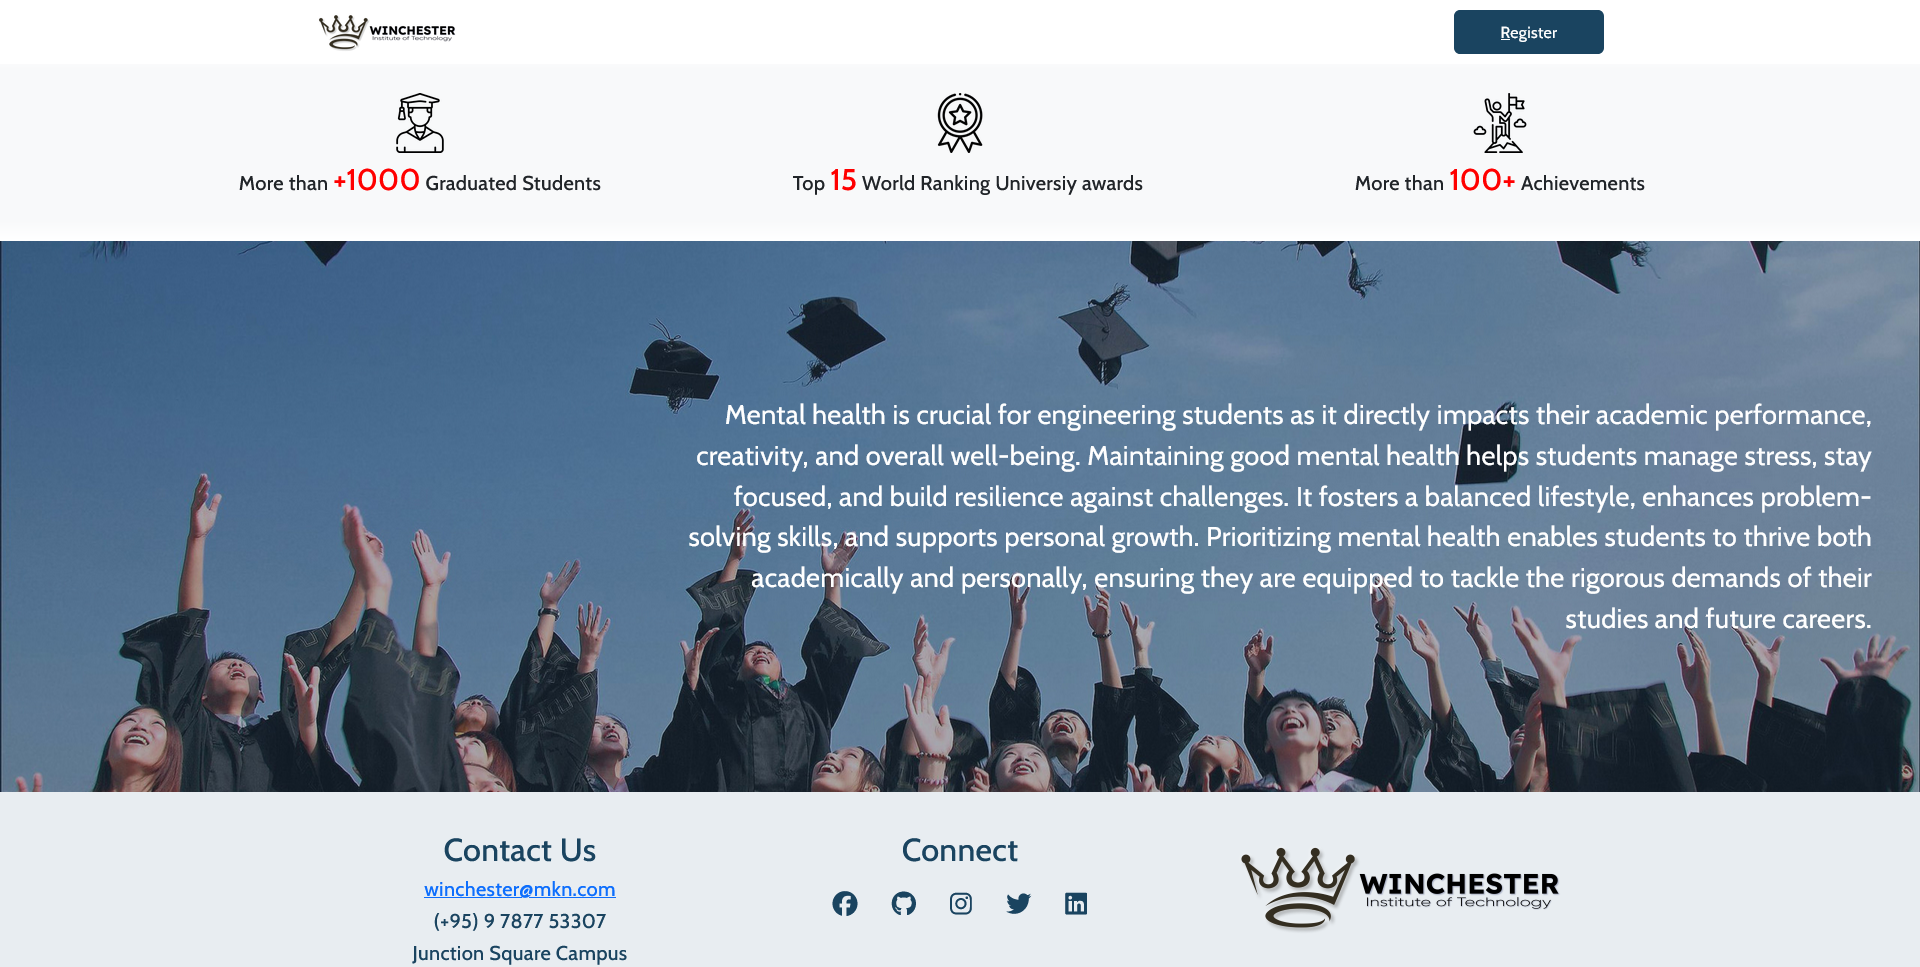 WINCHESTER
Institute of Technology
Register
More than +1000 Graduated Students
Top 15 World Ranking Universiy awards
More than 100+ Achievements
Mental health is crucial for engineering students as it directly impacts their academic performance,
creativity, and overall well-being. Maintaining good mental health helps students manage stress, stay
focused, and build resilience against challenges. It fosters a balanced lifestyle, enhances problem-
solving skills, and supports personal growth. Prioritizing mental health enables students to thrive both
academically and personally, ensuring they are equipped to tackle the rigorous demands of their
studies and future careers.
Contact Us
winchester@mkn.com
(+95) 9 7877 53307
Junction Square Campus
Connect
WINCHESTER
Institute of Technology